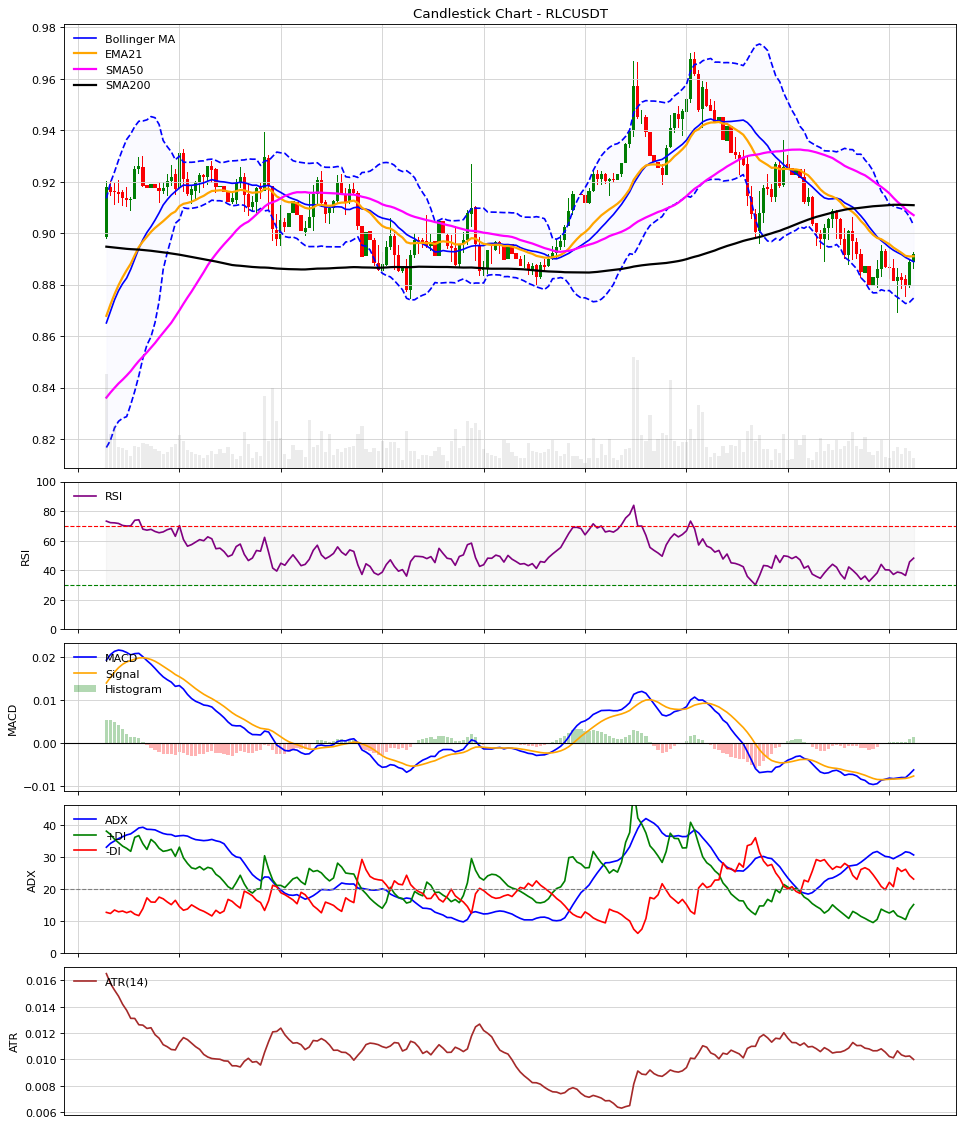 Candlestick Chart - RLCUSDT
0.98
0.96
0.94
0.92
0.90
0.88
0.86
0.84
0.82
Bollinger MA
EMA21
SMA50
SMA200
100
80
60
40
20
0
RSI
RSI
0.02
0.01
0.00
−0.01
MACD
MACD
Signal
Histogram
40
30
20
10
0
ADX
ADX
+DI
-DI
0.016
0.014
0.012
0.010
0.008
0.006
ATR
ATR(14)